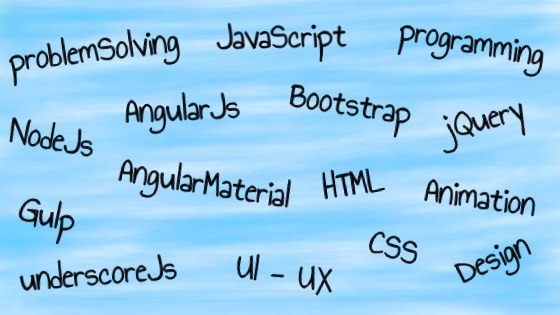 problemSolving JavaScript Programming
AngularJs Bootstrap jQuery
NodeJs
AngularMaterial HTML Animation
Gulp
CSS
underscoreJs UI - UX Design